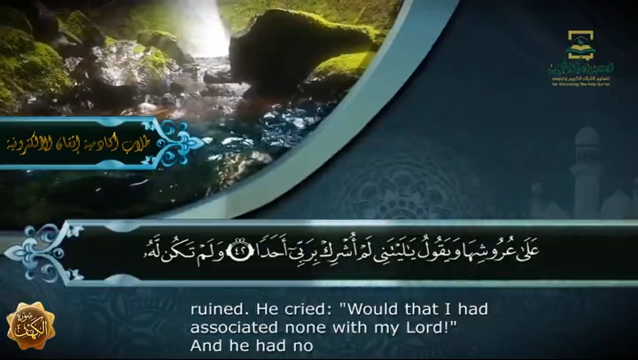 طلاب أكاديمية إتقان الإلكترونية
عَلَىٰ عُرُوشِهَا وَيَقُولُ يَٰلَيْتَنِى لَمْ أُشْرِكْ بِرَبِّىٓ أَحَدًا ۝٤٢ وَلَمْ تَكُن لَّهُۥ
سورة
الكهف
ruined. He cried: "Would that I had
associated none with my Lord!"
And he had no